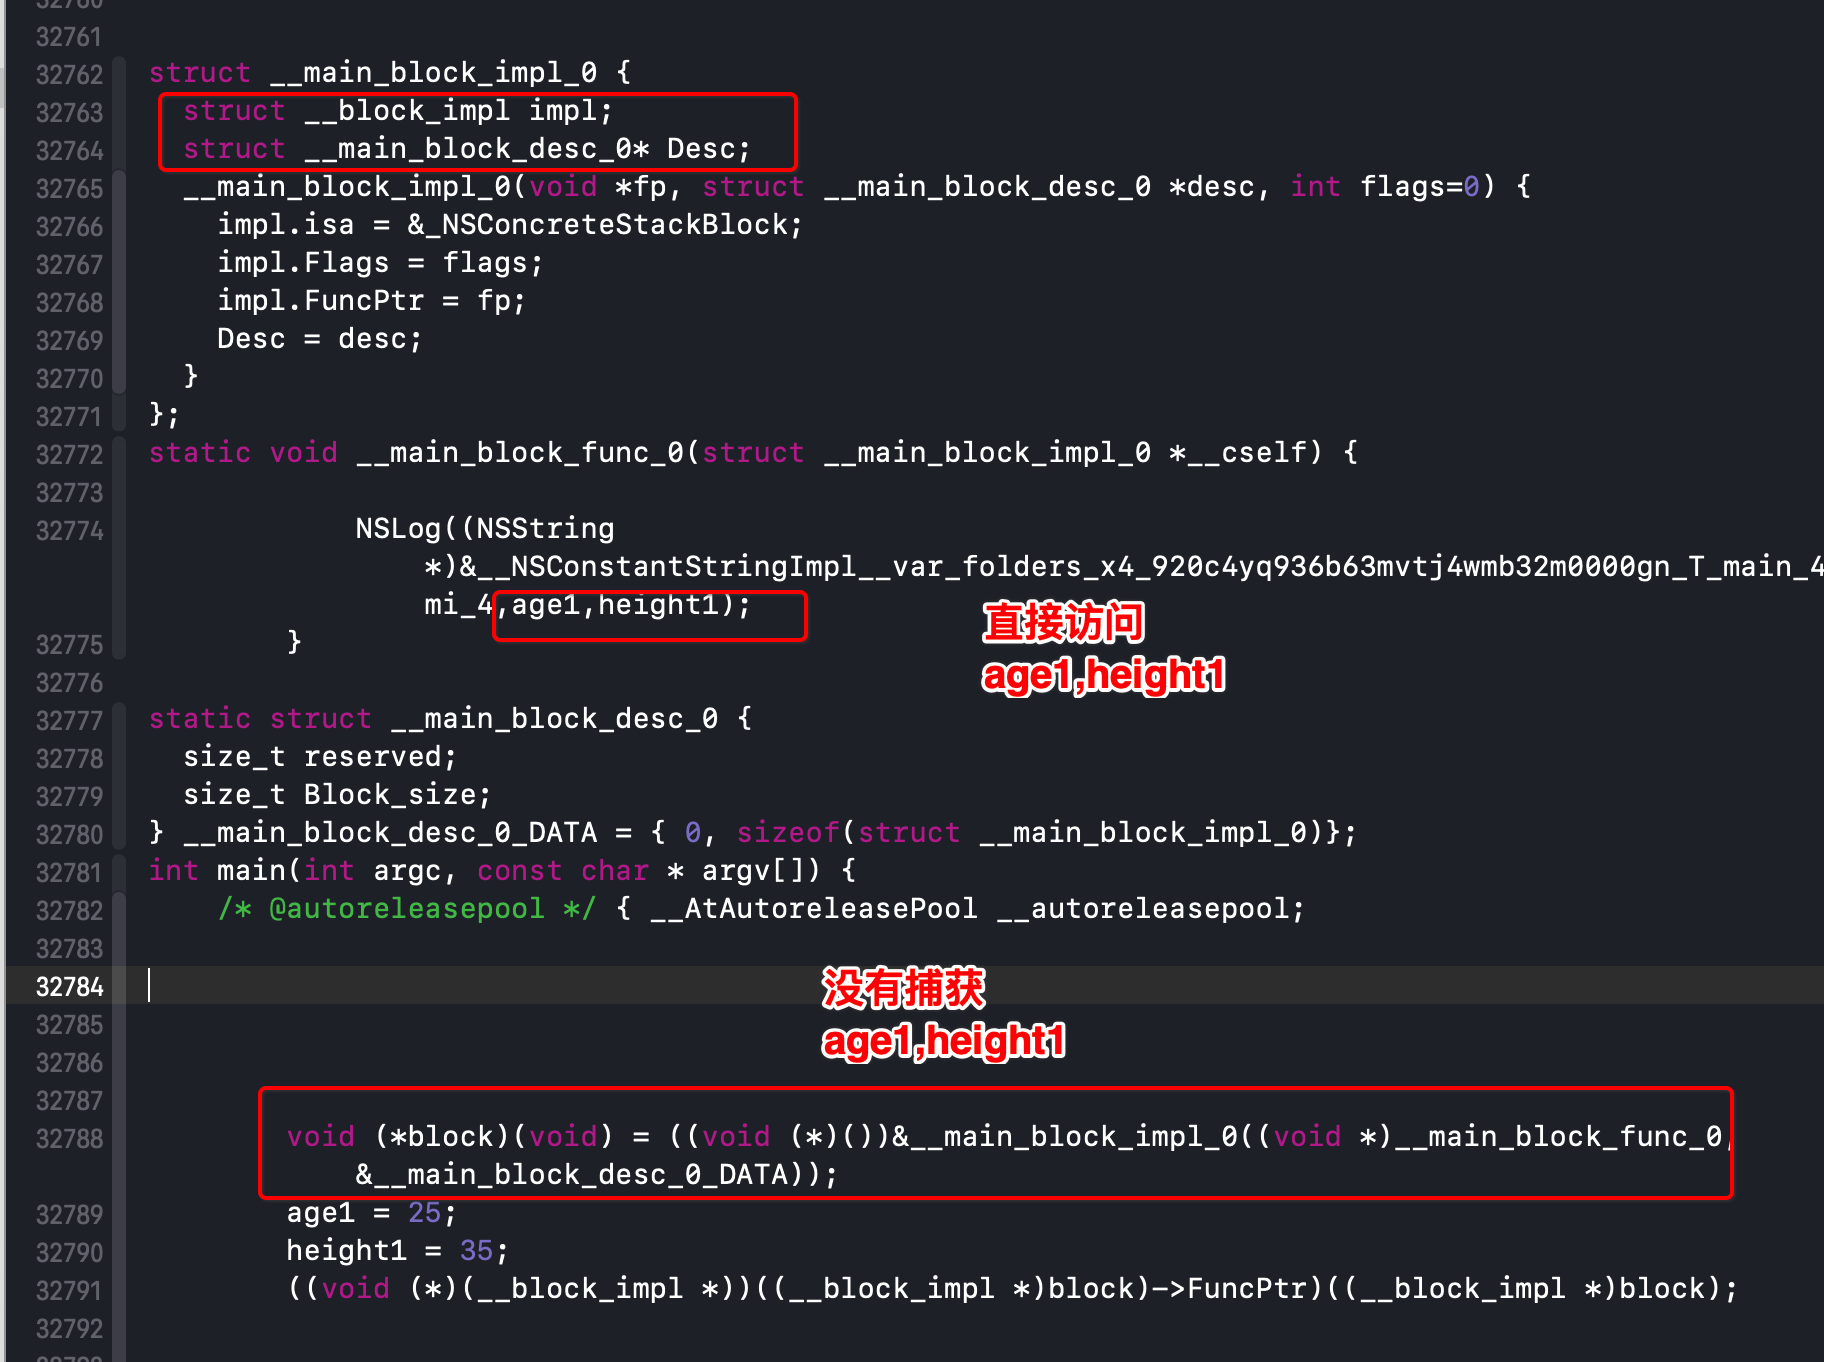 32760
32761
32762 struct __main_block_impl_0 {
32763 struct __block_impl impl;
32764 struct __main_block_desc_0* Desc;
32765 __main_block_impl_0(void *fp, struct __main_block_desc_0 *desc, int flags=0) {
32766 impl.isa = &_NSConcreteStackBlock;
32767 impl.Flags = flags;
32768 impl.FuncPtr = fp;
32769 Desc = desc;
32770 }
32771 };
32772 static void __main_block_func_0(struct __main_block_impl_0 *__cself) {
32773
32774 NSLog((NSString
*)&__NSConstantStringImpl__var_folders_x4_920c4yq936b63mvtj4wmb32m0000gn_T_main_4
mi_4,age1,height1);
直接访问
32775 }
age1,height1
32776
32777 static struct __main_block_desc_0 {
32778 size_t reserved;
32779 size_t Block_size;
32780 } __main_block_desc_0_DATA = { 0, sizeof(struct __main_block_impl_0)};
32781 int main(int argc, const char * argv[]) {
32782 /* @autoreleasepool */ { __AtAutoreleasePool __autoreleasepool;
32783
32784
没有捕获
32785
age1,height1
32786
32787
32788 void (*block)(void) = ((void (*)())&__main_block_impl_0((void *)__main_block_func_0,
&__main_block_desc_0_DATA));
32789 age1 = 25;
32790 height1 = 35;
32791 ((void (*)(__block_impl *))((__block_impl *)block)->FuncPtr)((__block_impl *)block);
32792